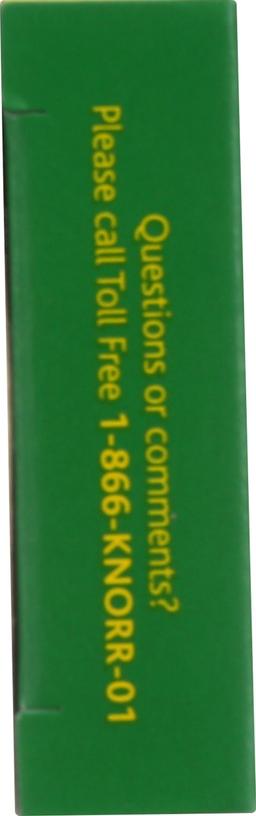 Questions or comments?
Please call Toll Free 1-866-KNORR-01